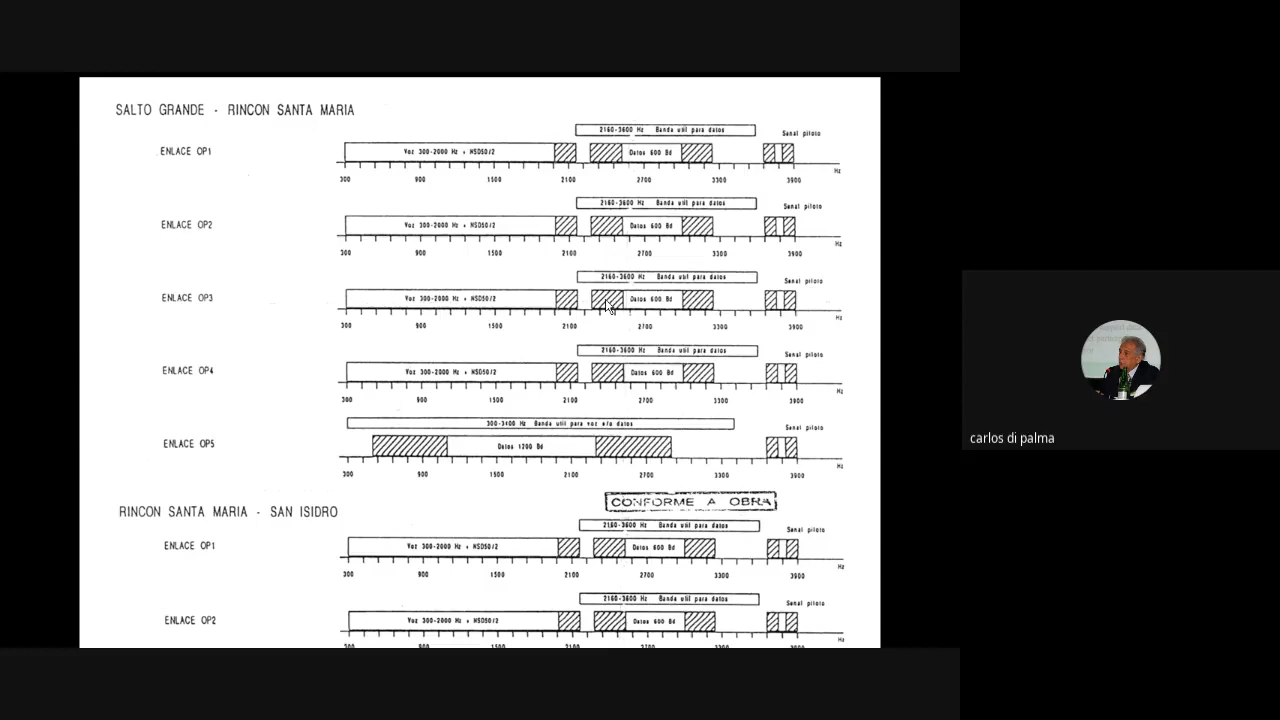 SALTO GRANDE - RINCON SANTA MARIA
2160-3600 Hz Banda util para datos
Senal piloto
ENLACE OP1
Voz 300-2000 Hz + NSD50/2
Datos 600 Bd
Hz
300 900 1500 2100 2700 3300 3900
2160-3600 Hz Banda util para datos
Senal piloto
ENLACE OP2
Voz 300-2000 Hz + NSD50/2
Datos 600 Bd
Hz
300 900 1500 2100 2700 3300 3900
2160-3600 Hz Banda util para datos
Senal piloto
ENLACE OP3
Voz 300-2000 Hz + NSD50/2
Datos 600 Bd
Hz
300 900 1500 2100 2700 3300 3900
2160-3600 Hz Banda util para datos
Senal piloto
ENLACE OP4
Voz 300-2000 Hz + NSD50/2
Datos 600 Bd
Hz
300 900 1500 2100 2700 3300 3900
300-3400 Hz Banda util para voz e/o datos
Senal piloto
ENLACE OP5
Datos 1200 Bd
Hz
300 900 1500 2100 2700 3300 3900
carlos di palma
CONFORME A OBRA
RINCON SANTA MARIA - SAN ISIDRO
2160-3600 Hz Banda util para datos
Senal piloto
ENLACE OP1
Voz 300-2000 Hz + NSD50/2
Datos 600 Bd
Hz
300 900 1500 2100 2700 3300 3900
2160-3600 Hz Banda util para datos
Senal piloto
ENLACE OP2
Voz 300-2000 Hz + NSD50/2
Datos 600 Bd
Hz